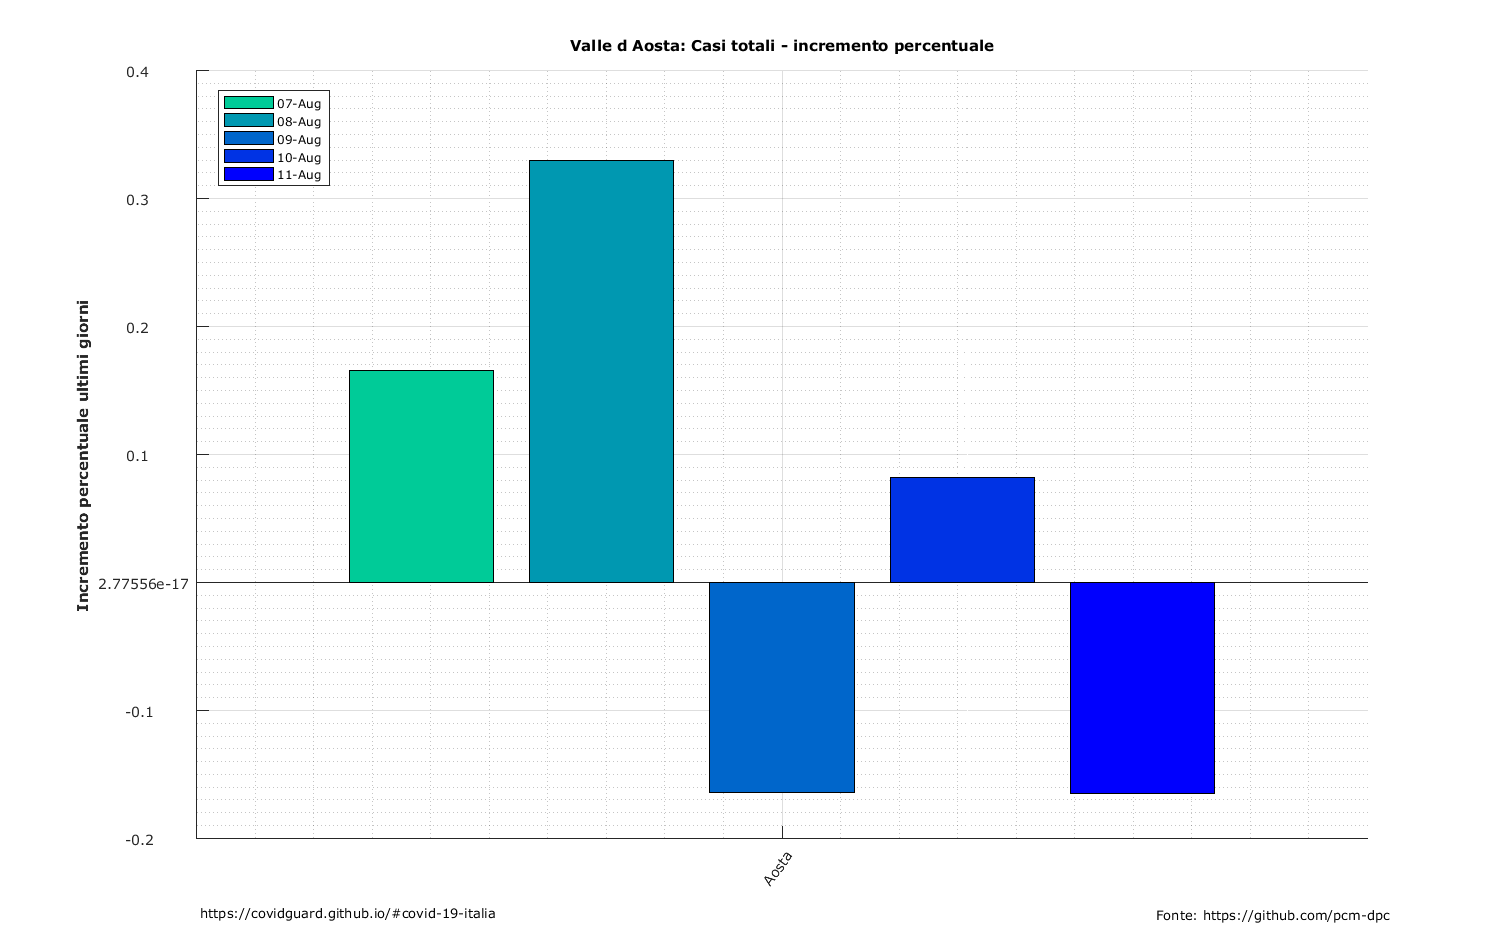 Valle d Aosta: Casi totali - incremento percentuale
0.4
0.3
0.2
0.1
2.77556e-17
-0.1
-0.2
Incremento percentuale ultimi giorni
07-Aug
08-Aug
09-Aug
10-Aug
11-Aug
Aosta
https://covidguard.github.io/#covid-19-italia
Fonte: https://github.com/pcm-dpc